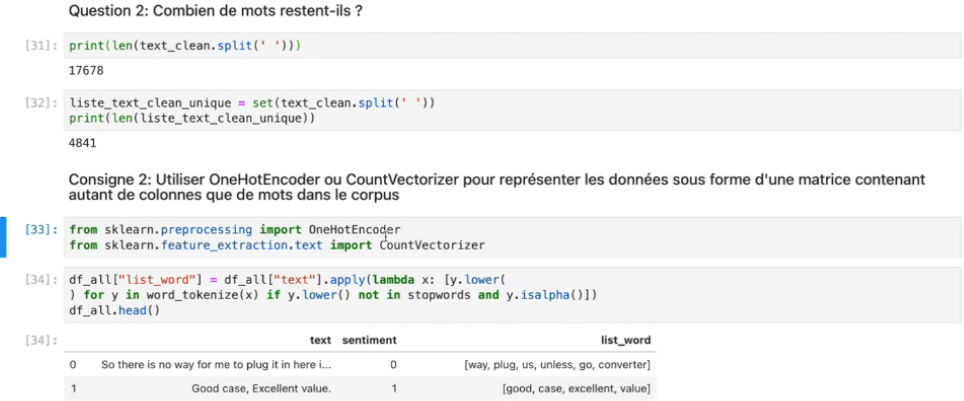 Question 2: Combien de mots restent-ils ?
[31]: print(len(text_clean.split(' ')))
17678
[32]: liste_text_clean_unique = set(text_clean.split(' '))
print(len(liste_text_clean_unique))
4841
Consigne 2: Utiliser OneHotEncoder ou CountVectorizer pour représenter les données sous forme d'une matrice contenant
autant de colonnes que de mots dans le corpus
[33]: from sklearn.preprocessing import OneHotEncoder
from sklearn.feature_extraction.text import CountVectorizer
[34]: df_all["list_word"] = df_all["text"].apply(lambda x: [y.lower(
) for y in word_tokenize(x) if y.lower() not in stopwords and y.isalpha()])
df_all.head()
[34]: text sentiment list_word
0 So there is no way for me to plug it in here i... 0 [way, plug, us, unless, go, converter]
1 Good case, Excellent value. 1 [good, case, excellent, value]